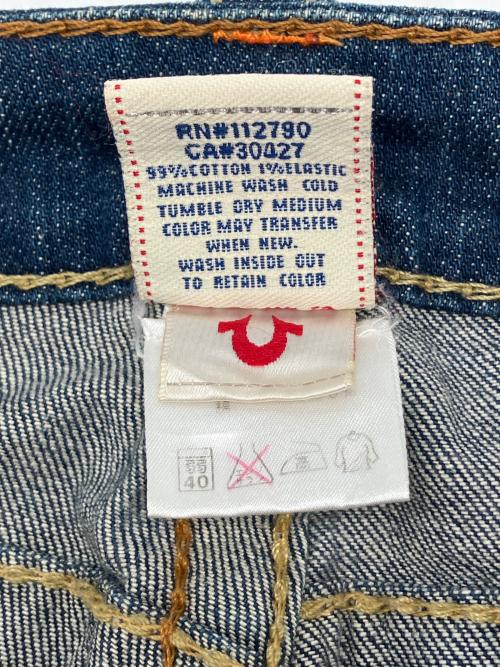 RN#112790
CA#30427
99%COTTON 1%ELASTIC
MACHINE WASH COLD
TUMBLE DRY MEDIUM
COLOR MAY TRANSFER
WHEN NEW.
WASH INSIDE OUT
TO RETAIN COLOR
40